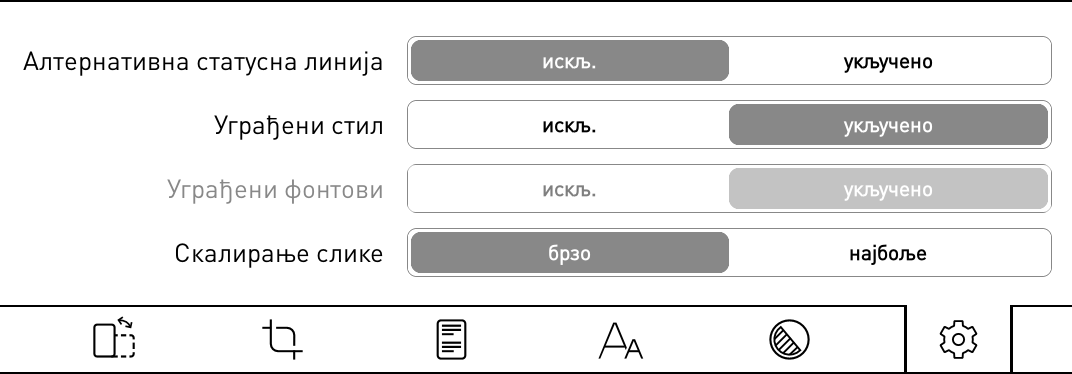 Алтернативна статусна линија искљ. укључено
Уграђени стил искљ. укључено
Уграђени фонтови искљ. укључено
Скалирање слике брзо најбоље